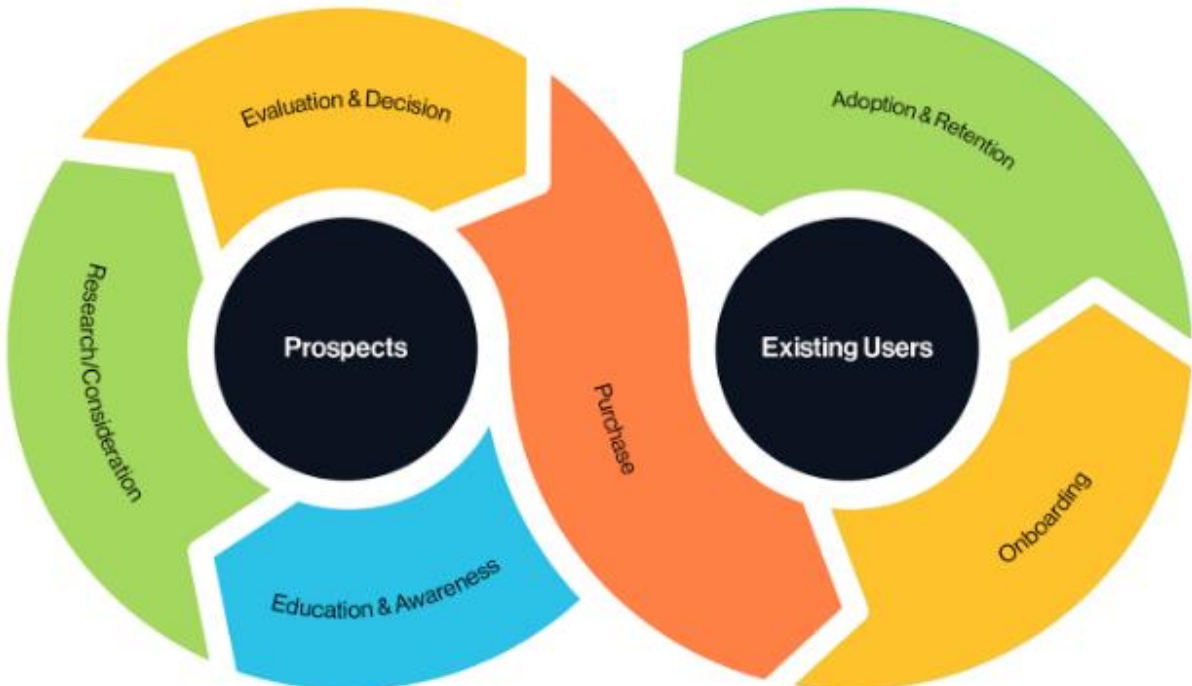 Evaluation & Decision
Adoption & Retention
Research/Consideration
Prospects
Existing Users
Purchase
Onboarding
Education & Awareness